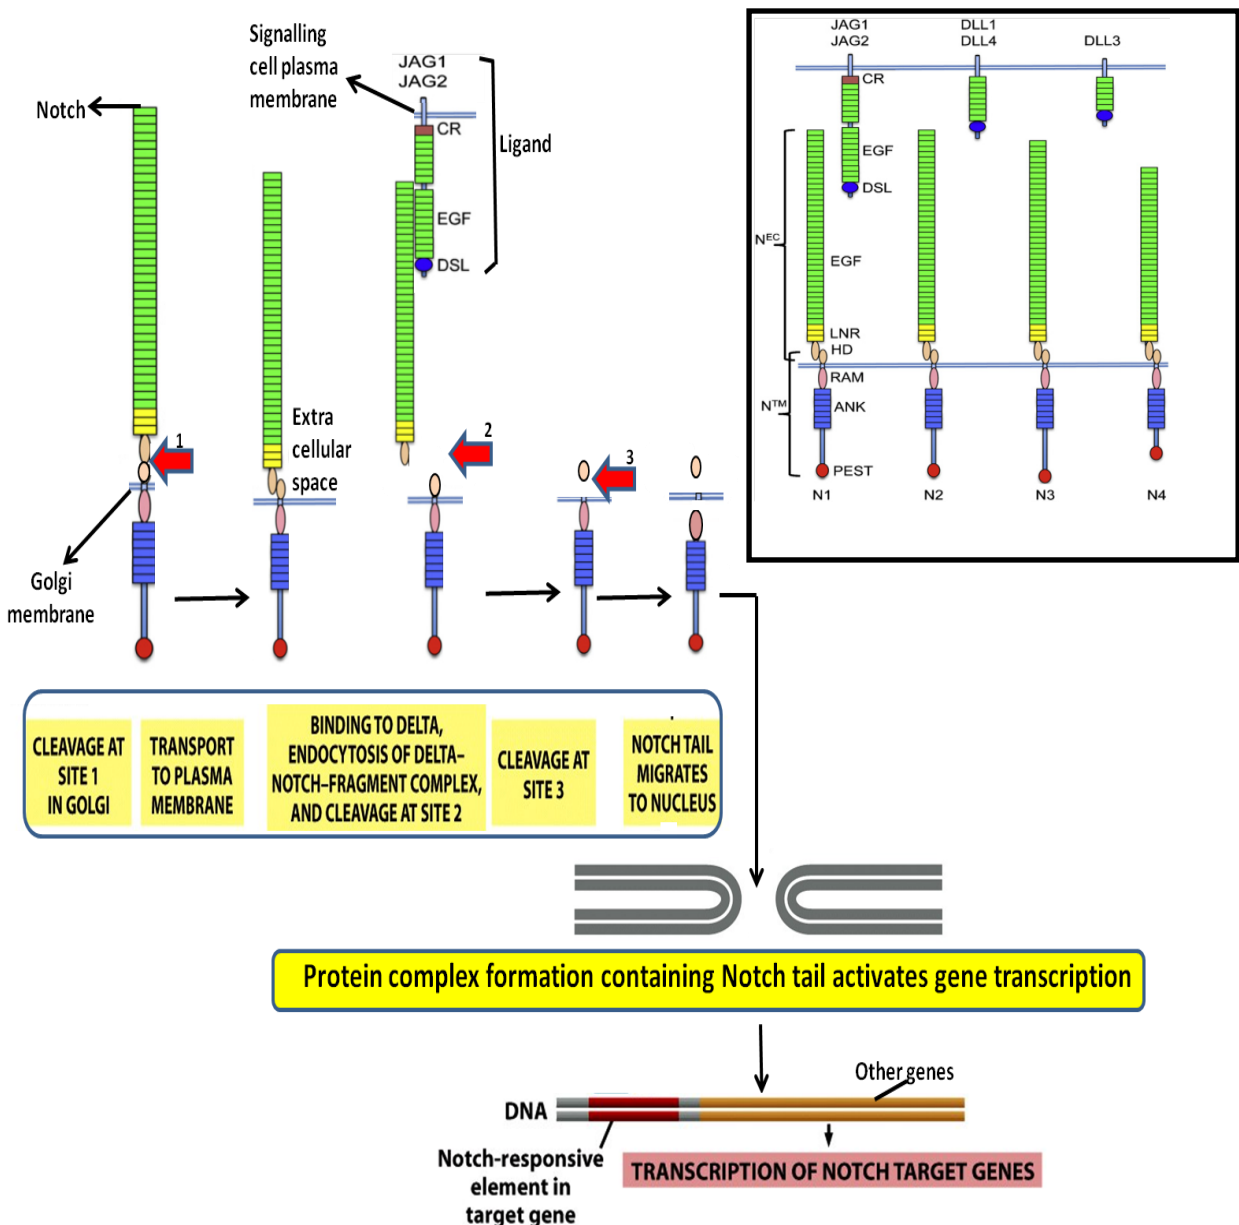 Notch
Signalling
cell plasma
membrane
JAG1
JAG2
CR
EGF
DSL
Ligand
Extra
cellular
space
1
2
3
Golgi
membrane
JAG1
JAG2
DLL1
DLL4
DLL3
CR
EGF
DSL
N^EC
EGF
LNR
HD
RAM
N^TM
ANK
PEST
N1
N2
N3
N4
CLEAVAGE AT
SITE 1
IN GOLGI
TRANSPORT
TO PLASMA
MEMBRANE
BINDING TO DELTA,
ENDOCYTOSIS OF DELTA–
NOTCH–FRAGMENT COMPLEX,
AND CLEAVAGE AT SITE 2
CLEAVAGE AT
SITE 3
NOTCH TAIL
MIGRATES
TO NUCLEUS
Protein complex formation containing Notch tail activates gene transcription
Other genes
DNA
Notch-responsive
element in
target gene
TRANSCRIPTION OF NOTCH TARGET GENES